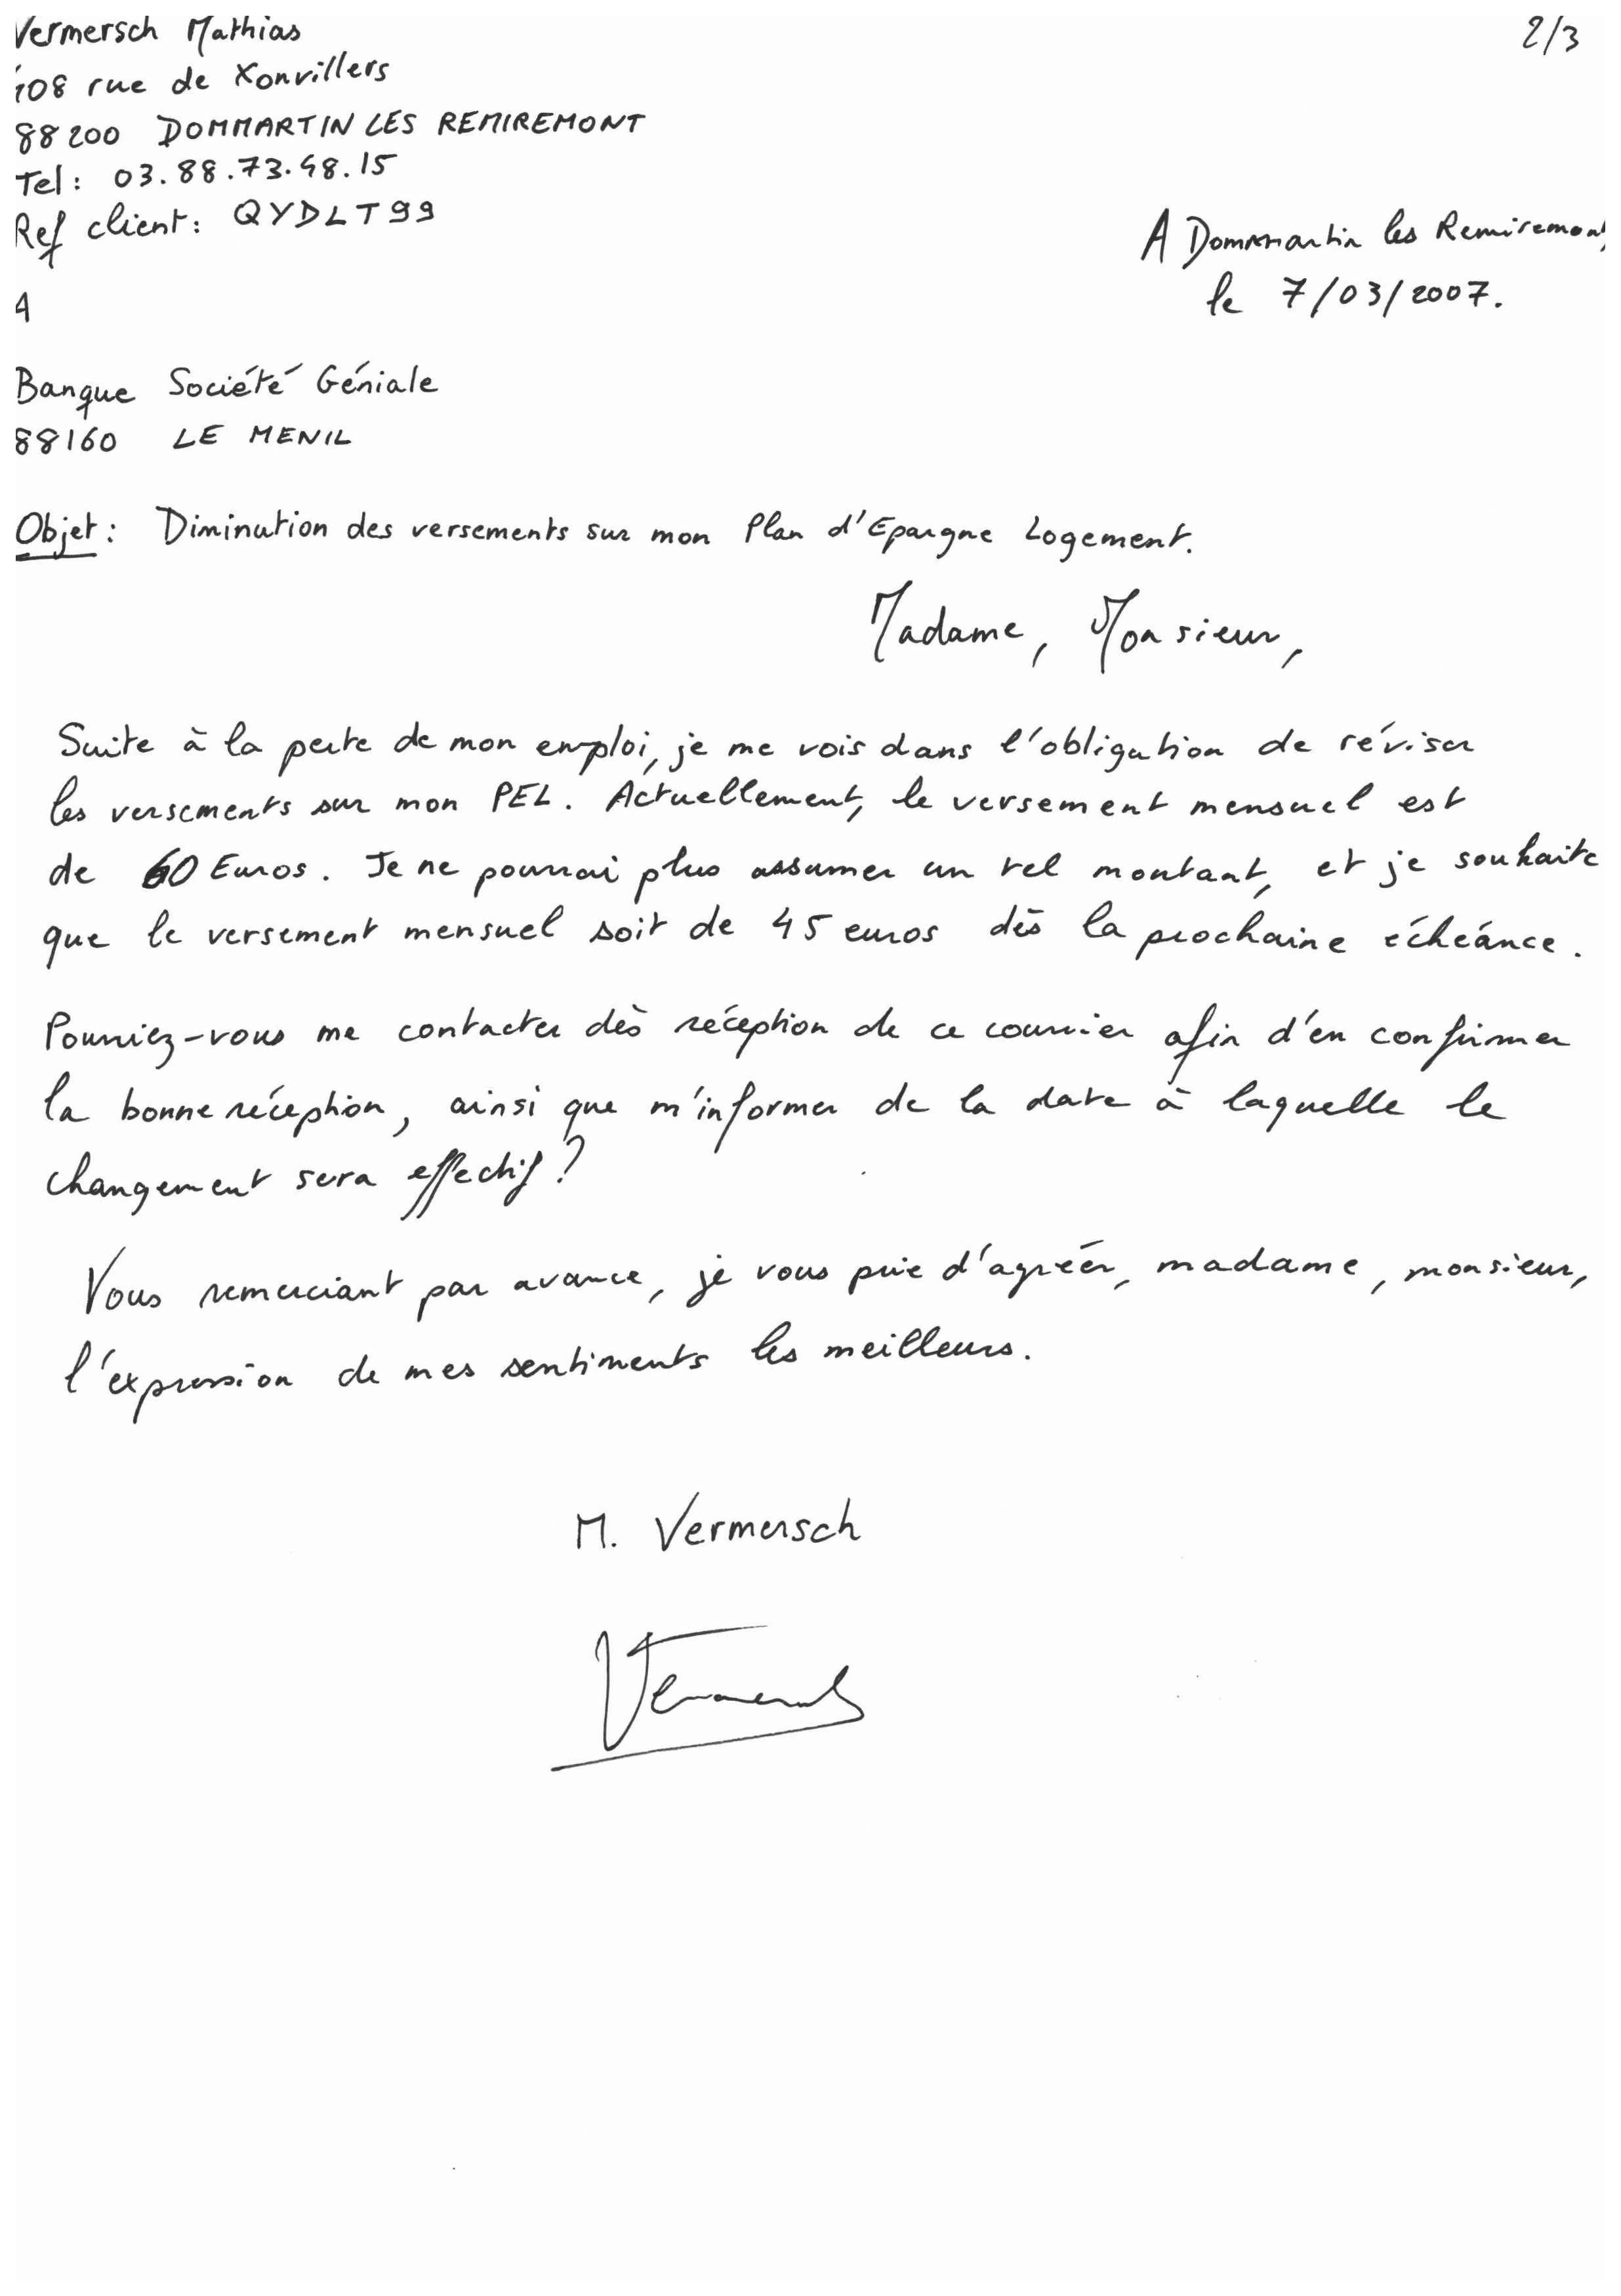 Vermersch Mathias
2/3
108 rue de Xonvillers
88200 DOMMARTIN LES REMIREMONT
Tel : 03.88.73.48.15
Ref client : QYDLT99
A Dommartin les Remiremont,
le 7/03/2007.
A
Banque Société Géniale
88160 LE MENIL
Objet : Diminution des versements sur mon Plan d'Epargne Logement.
Madame, Monsieur,
Suite à la perte de mon emploi, je me vois dans l'obligation de réviser
les versements sur mon PEL. Actuellement, le versement mensuel est
de 60 Euros. Je ne pourrai plus assumer un tel montant, et je souhaite
que le versement mensuel soit de 45 euros dès la prochaine échéance.
Pourriez-vous me contacter dès réception de ce courrier afin d'en confirmer
la bonne réception, ainsi que m'informer de la date à laquelle le
changement sera effectif ?
Vous remerciant par avance, je vous prie d'agréer, madame, monsieur,
l'expression de mes sentiments les meilleurs.
M. Vermersch
Vermersch